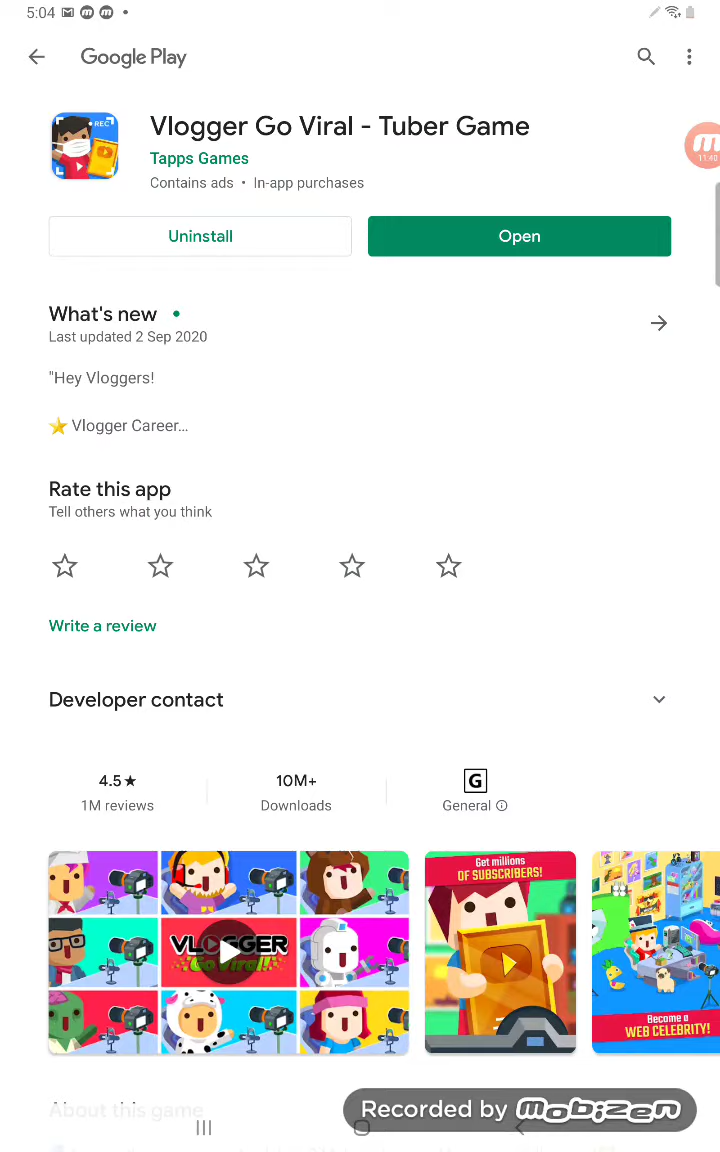 5:04
Google Play
REC
Vlogger Go Viral - Tuber Game
Tapps Games
Contains ads • In-app purchases
11:40
Uninstall
Open
What's new
Last updated 2 Sep 2020
"Hey Vloggers!
⭐ Vlogger Career...
Rate this app
Tell others what you think
Write a review
Developer contact
4.5★
1M reviews
10M+
Downloads
G
General
VLOGGER
Go Viral!
Get millions
OF SUBSCRIBERS!
Become a
WEB CELEBRITY!
About this game
Recorded by mobizen